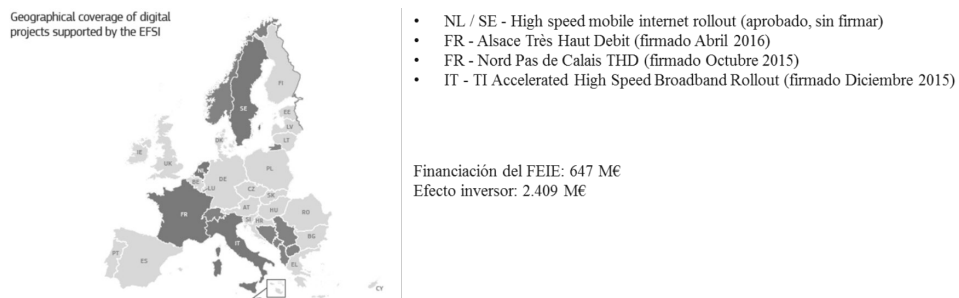 Geographical coverage of digital
projects supported by the EFSI
FI
SE
EE
LV
LT
DK
IE
UK
NL
BE
LU
DE
PL
CZ
SK
AT
HU
SI
HR
RO
BG
FR
IT
PT
ES
EL
CY
• NL / SE - High speed mobile internet rollout (aprobado, sin firmar)
• FR - Alsace Très Haut Debit (firmado Abril 2016)
• FR - Nord Pas de Calais THD (firmado Octubre 2015)
• IT - TI Accelerated High Speed Broadband Rollout (firmado Diciembre 2015)
Financiación del FEIE: 647 M€
Efecto inversor: 2.409 M€